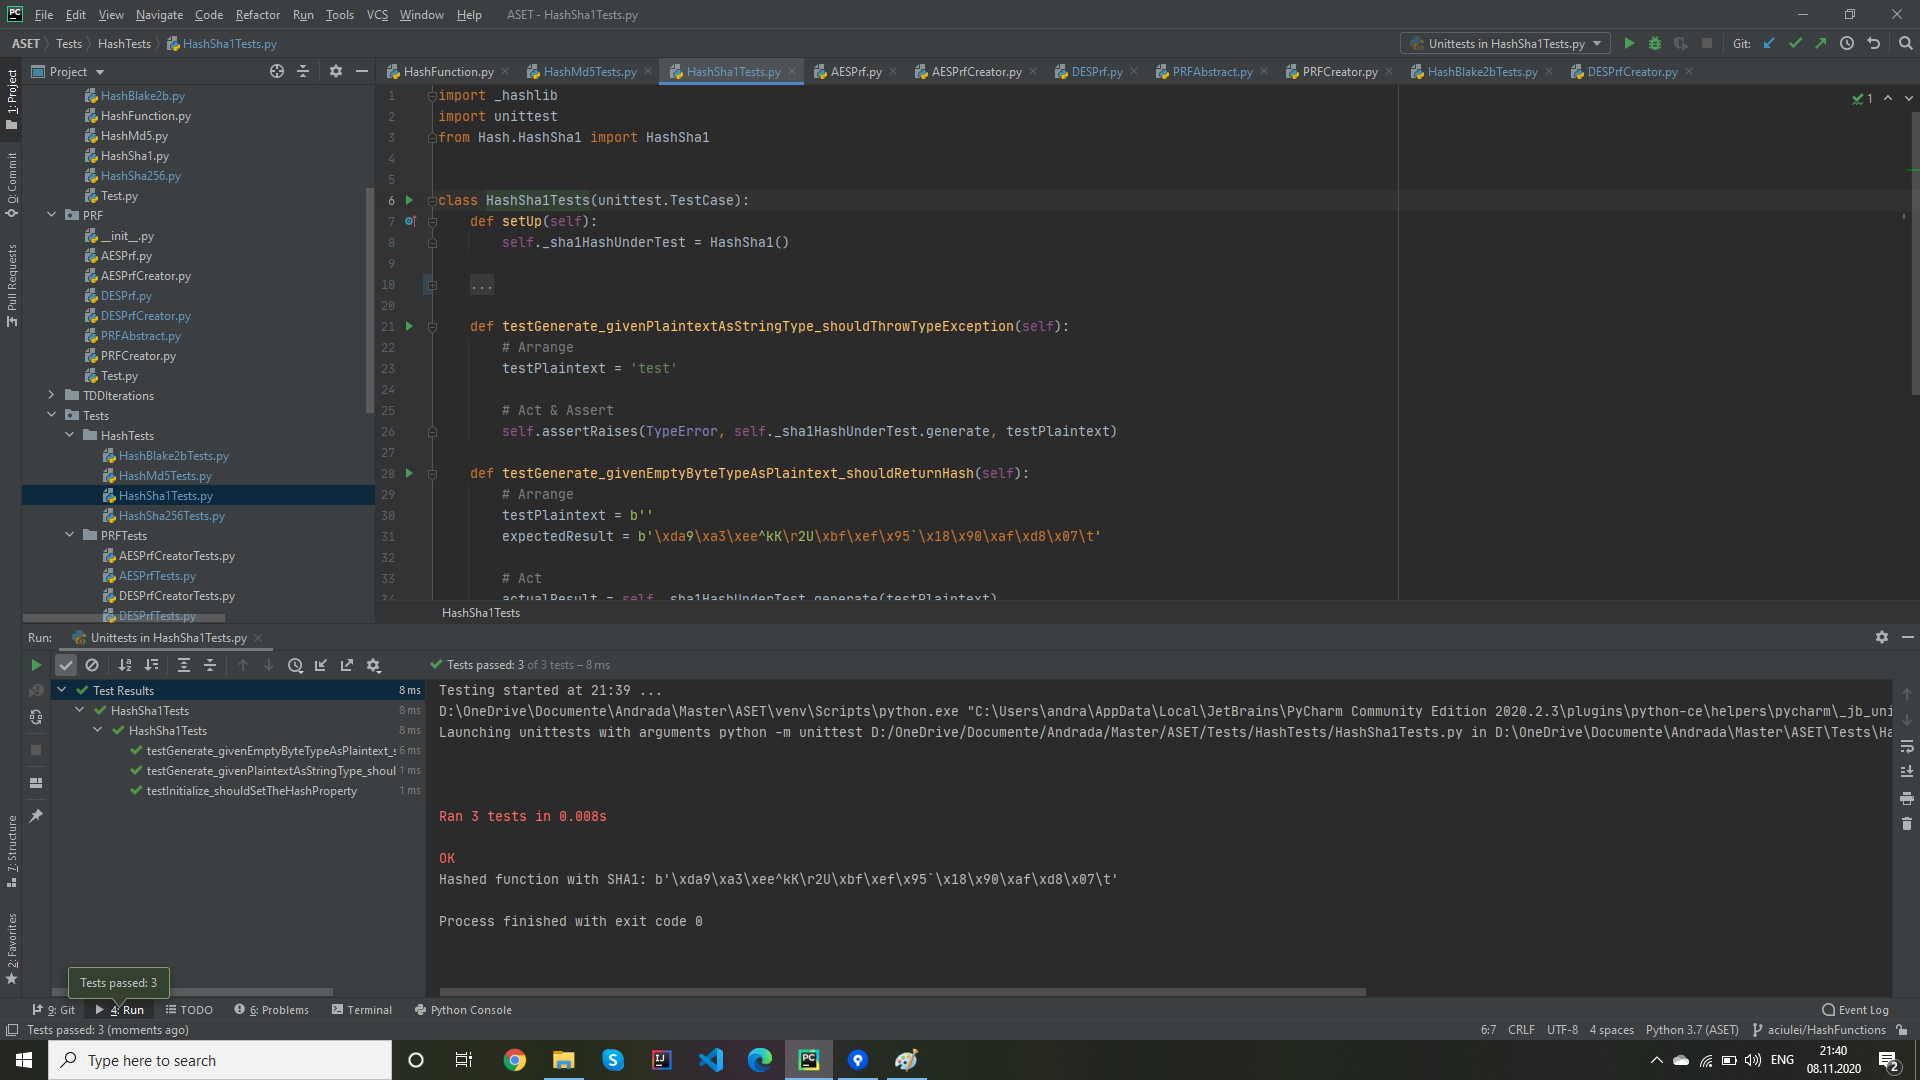 File Edit View Navigate Code Refactor Run Tools VCS Window Help ASET - HashSha1Tests.py
ASET Tests HashTests HashSha1Tests.py Unittests in HashSha1Tests.py Git:
Project HashFunction.py HashMd5Tests.py HashSha1Tests.py AESPrf.py AESPrfCreator.py DESPrf.py PRFAbstract.py PRFCreator.py HashBlake2bTests.py DESPrfCreator.py
1: Project
0: Commit
Pull Requests
7: Structure
2: Favorites
HashBlake2b.py
HashFunction.py
HashMd5.py
HashSha1.py
HashSha256.py
Test.py
PRF
__init__.py
AESPrf.py
AESPrfCreator.py
DESPrf.py
DESPrfCreator.py
PRFAbstract.py
PRFCreator.py
Test.py
TDDIterations
Tests
HashTests
HashBlake2bTests.py
HashMd5Tests.py
HashSha1Tests.py
HashSha256Tests.py
PRFTests
AESPrfCreatorTests.py
AESPrfTests.py
DESPrfCreatorTests.py
DESPrfTests.py
1 import _hashlib
2 import unittest
3 from Hash.HashSha1 import HashSha1
4
5
6 class HashSha1Tests(unittest.TestCase):
7 def setUp(self):
8 self._sha1HashUnderTest = HashSha1()
9
10 ...
20
21 def testGenerate_givenPlaintextAsStringType_shouldThrowTypeException(self):
22 # Arrange
23 testPlaintext = 'test'
24
25 # Act & Assert
26 self.assertRaises(TypeError, self._sha1HashUnderTest.generate, testPlaintext)
27
28 def testGenerate_givenEmptyByteTypeAsPlaintext_shouldReturnHash(self):
29 # Arrange
30 testPlaintext = b''
31 expectedResult = b'\xda9\xa3\xee^kK\r2U\xbf\xef\x95`\x18\x90\xaf\xd8\x07\t'
32
33 # Act
34 actualResult = self._sha1HashUnderTest.generate(testPlaintext)
1
HashSha1Tests
Run: Unittests in HashSha1Tests.py
Tests passed: 3 of 3 tests – 8 ms
Test Results 8 ms
HashSha1Tests 8 ms
HashSha1Tests 8 ms
testGenerate_givenEmptyByteTypeAsPlaintext_s 6 ms
testGenerate_givenPlaintextAsStringType_shoul 1 ms
testInitialize_shouldSetTheHashProperty 1 ms
Testing started at 21:39 ...
D:\OneDrive\Documente\Andrada\Master\ASET\venv\Scripts\python.exe "C:\Users\andra\AppData\Local\JetBrains\PyCharm Community Edition 2020.2.3\plugins\python-ce\helpers\pycharm\_jb_uni
Launching unittests with arguments python -m unittest D:/OneDrive/Documente/Andrada/Master/ASET/Tests/HashTests/HashSha1Tests.py in D:\OneDrive\Documente\Andrada\Master\ASET\Tests\Ha
Ran 3 tests in 0.008s
OK
Hashed function with SHA1: b'\xda9\xa3\xee^kK\r2U\xbf\xef\x95`\x18\x90\xaf\xd8\x07\t'
Process finished with exit code 0
Tests passed: 3
9: Git 4: Run TODO 6: Problems Terminal Python Console Event Log
Tests passed: 3 (moments ago) 6:7 CRLF UTF-8 4 spaces Python 3.7 (ASET) aciulei/HashFunctions
Type here to search ENG 21:40
08.11.2020 2